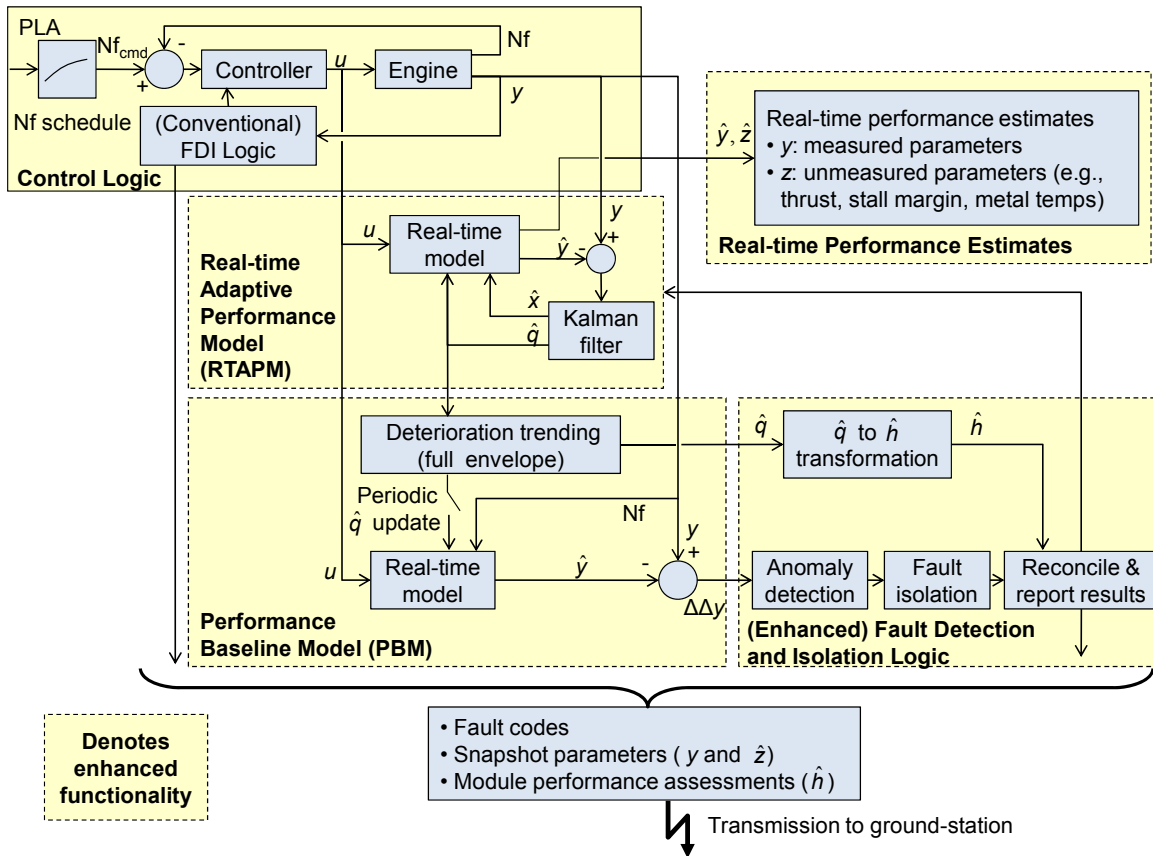 PLA
Nf schedule
Nfcmd
-
+
Controller
u
Engine
Nf
y
(Conventional)
FDI Logic
Control Logic
ŷ, ẑ
Real-time performance estimates
• y: measured parameters
• z: unmeasured parameters (e.g.,
thrust, stall margin, metal temps)
Real-time Performance Estimates
Real-time
Adaptive
Performance
Model
(RTAPM)
u
Real-time
model
ŷ
-
y
+
x̂
q̂
Kalman
filter
Deterioration trending
(full envelope)
Periodic
q̂ update
Nf
u
Real-time
model
ŷ
-
y
+
ΔΔy
Performance
Baseline Model (PBM)
q̂
q̂ to ĥ
transformation
ĥ
Anomaly
detection
Fault
isolation
Reconcile &
report results
(Enhanced) Fault Detection
and Isolation Logic
Denotes
enhanced
functionality
• Fault codes
• Snapshot parameters ( y and ẑ)
• Module performance assessments (ĥ)
Transmission to ground-station